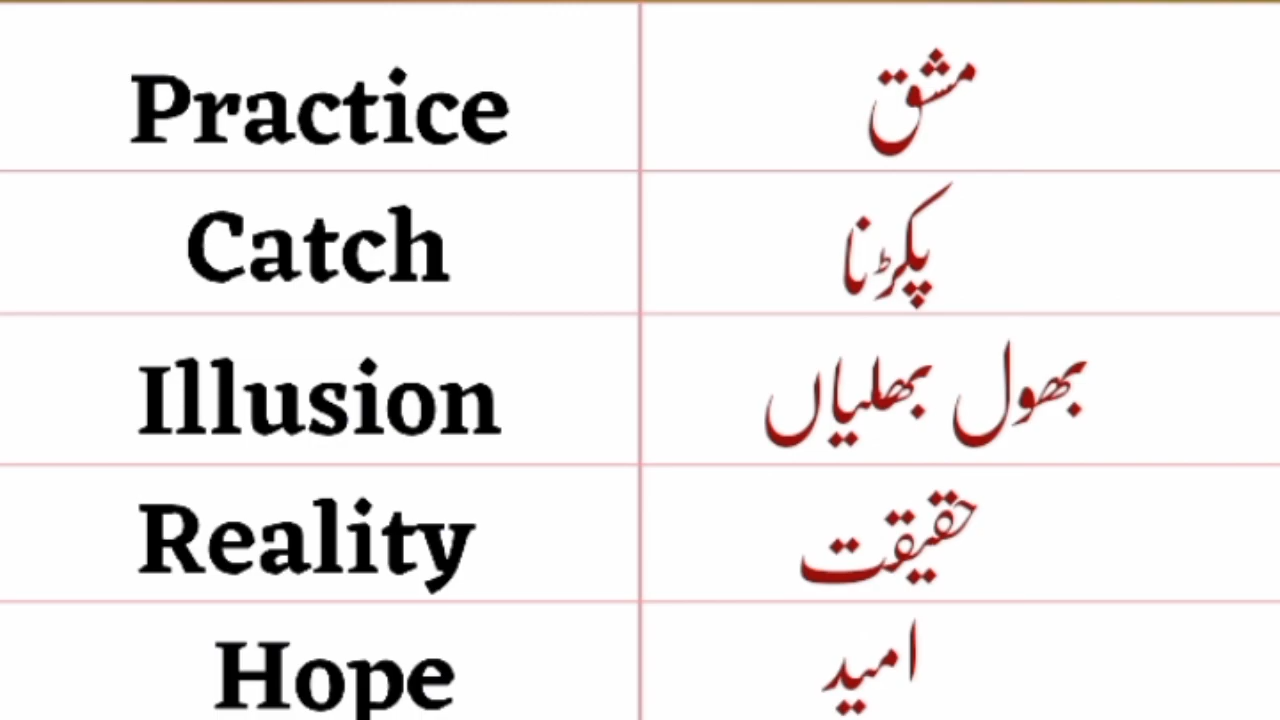 Practice مشق
Catch پکڑنا
Illusion بھول بھلیاں
Reality حقیقت
Hope امید